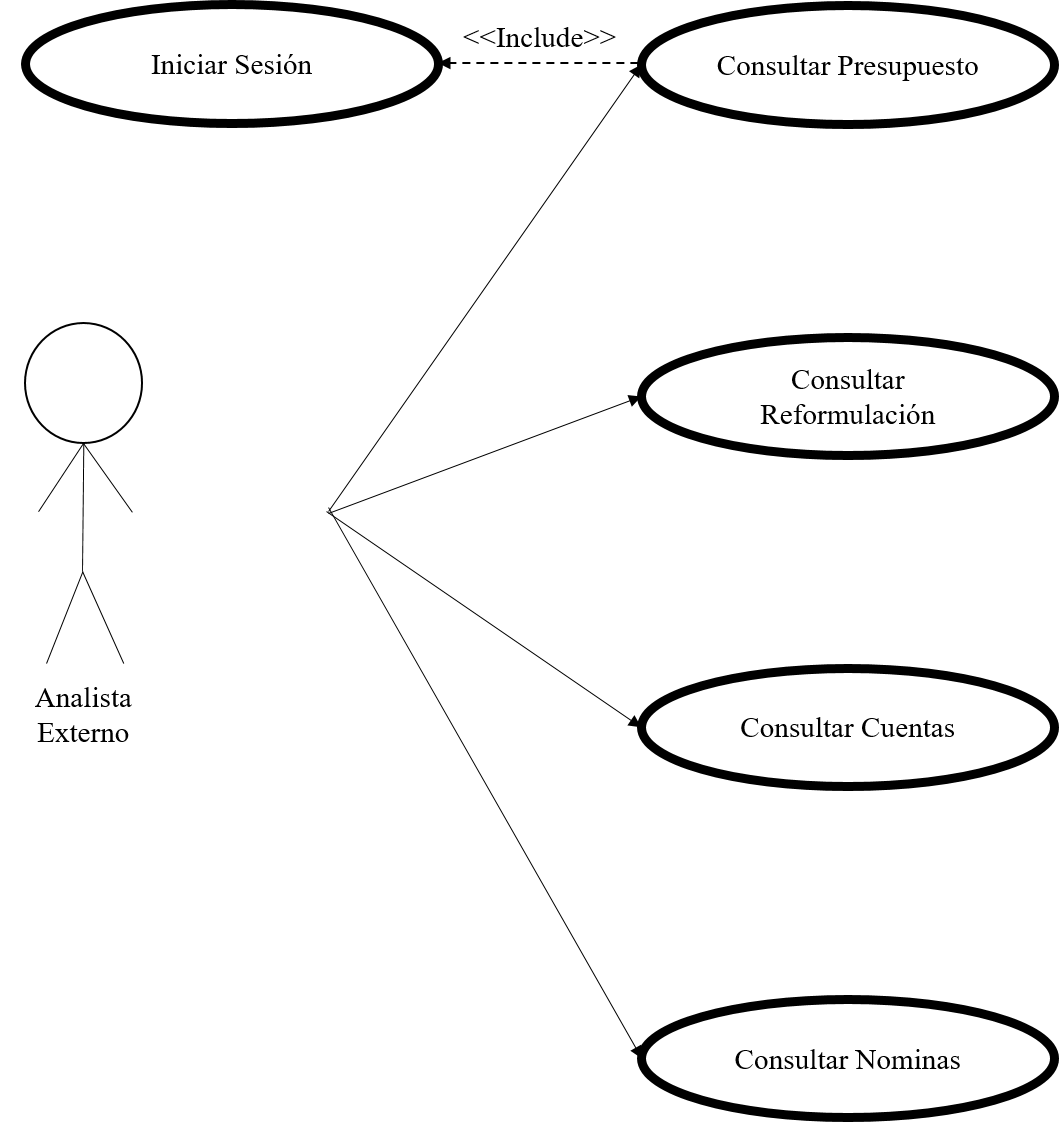 Iniciar Sesión
<<Include>>
Consultar Presupuesto
Consultar
Reformulación
Analista
Externo
Consultar Cuentas
Consultar Nominas